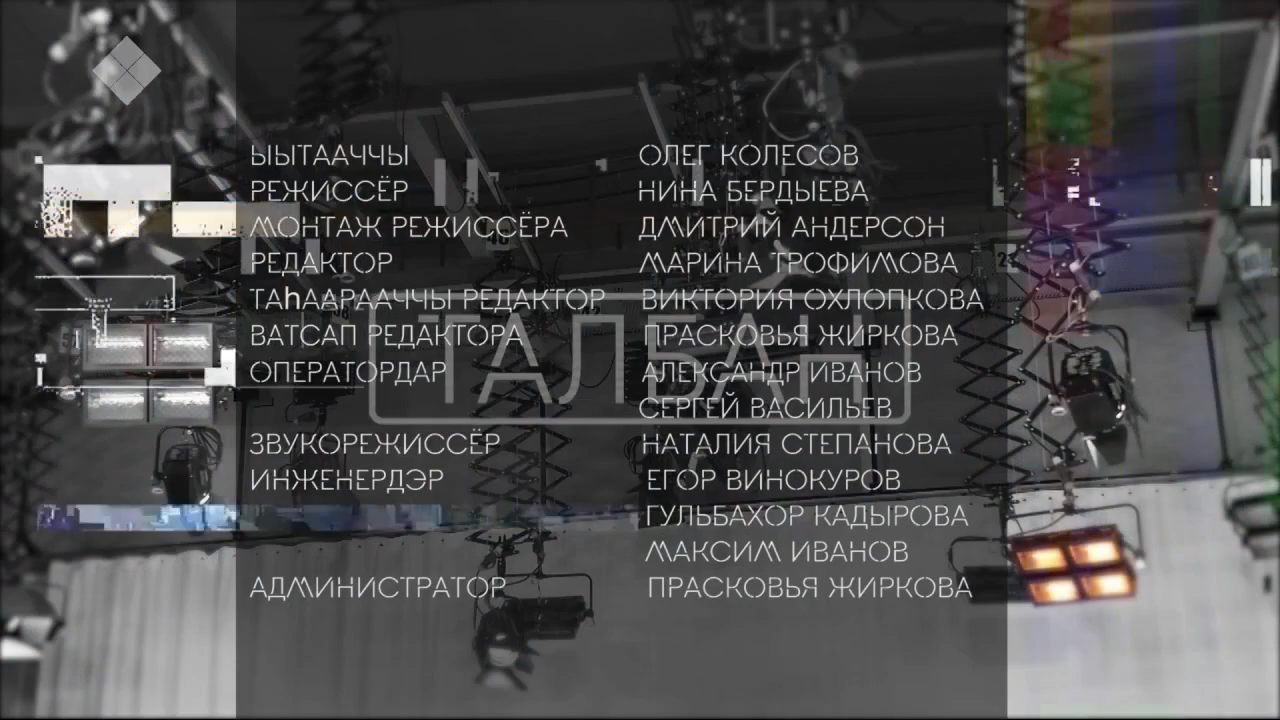 ЫЫТААЧЧЫ ОЛЕГ КОЛЕСОВ
РЕЖИССЁР НИНА БЕРДЫЕВА
МОНТАЖ РЕЖИССЁРА ДМИТРИЙ АНДЕРСОН
РЕДАКТОР МАРИНА ТРОФИМОВА
ТАҺААРААЧЧЫ РЕДАКТОР ВИКТОРИЯ ОХЛОПКОВА
ВАТСАП РЕДАКТОРА ПРАСКОВЬЯ ЖИРКОВА
ОПЕРАТОРДАР АЛЕКСАНДР ИВАНОВ
ТАЛБАН
СЕРГЕЙ ВАСИЛЬЕВ
ЗВУКОРЕЖИССЁР НАТАЛИЯ СТЕПАНОВА
ИНЖЕНЕРДЭР ЕГОР ВИНОКУРОВ
ГУЛЬБАХОР КАДЫРОВА
МАКСИМ ИВАНОВ
АДМИНИСТРАТОР ПРАСКОВЬЯ ЖИРКОВА